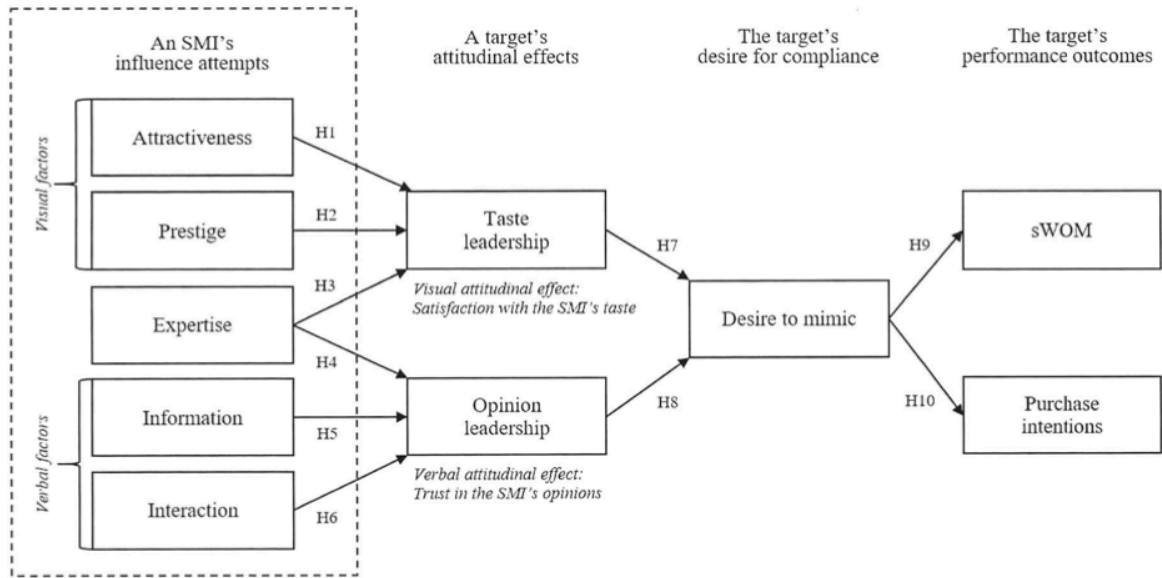 An SMI's
influence attempts
A target's
attitudinal effects
The target's
desire for compliance
The target's
performance outcomes
Visual factors
Attractiveness
H1
Prestige
H2
Taste
leadership
H7
H9
sWOM
Expertise
H3
Visual attitudinal effect:
Satisfaction with the SMI's taste
Desire to mimic
H4
Verbal factors
Information
H5
Opinion
leadership
H8
H10
Purchase
intentions
Interaction
H6
Verbal attitudinal effect:
Trust in the SMI's opinions